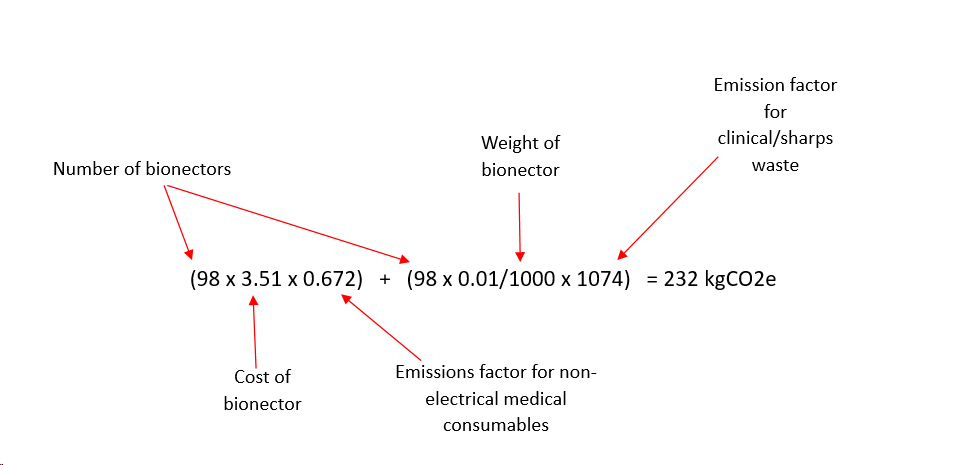 Emission factor
for
clinical/sharps
waste
Weight of
bionector
Number of bionectors
(98 x 3.51 x 0.672) + (98 x 0.01/1000 x 1074) = 232 kgCO2e
Cost of
bionector
Emissions factor for non-
electrical medical
consumables